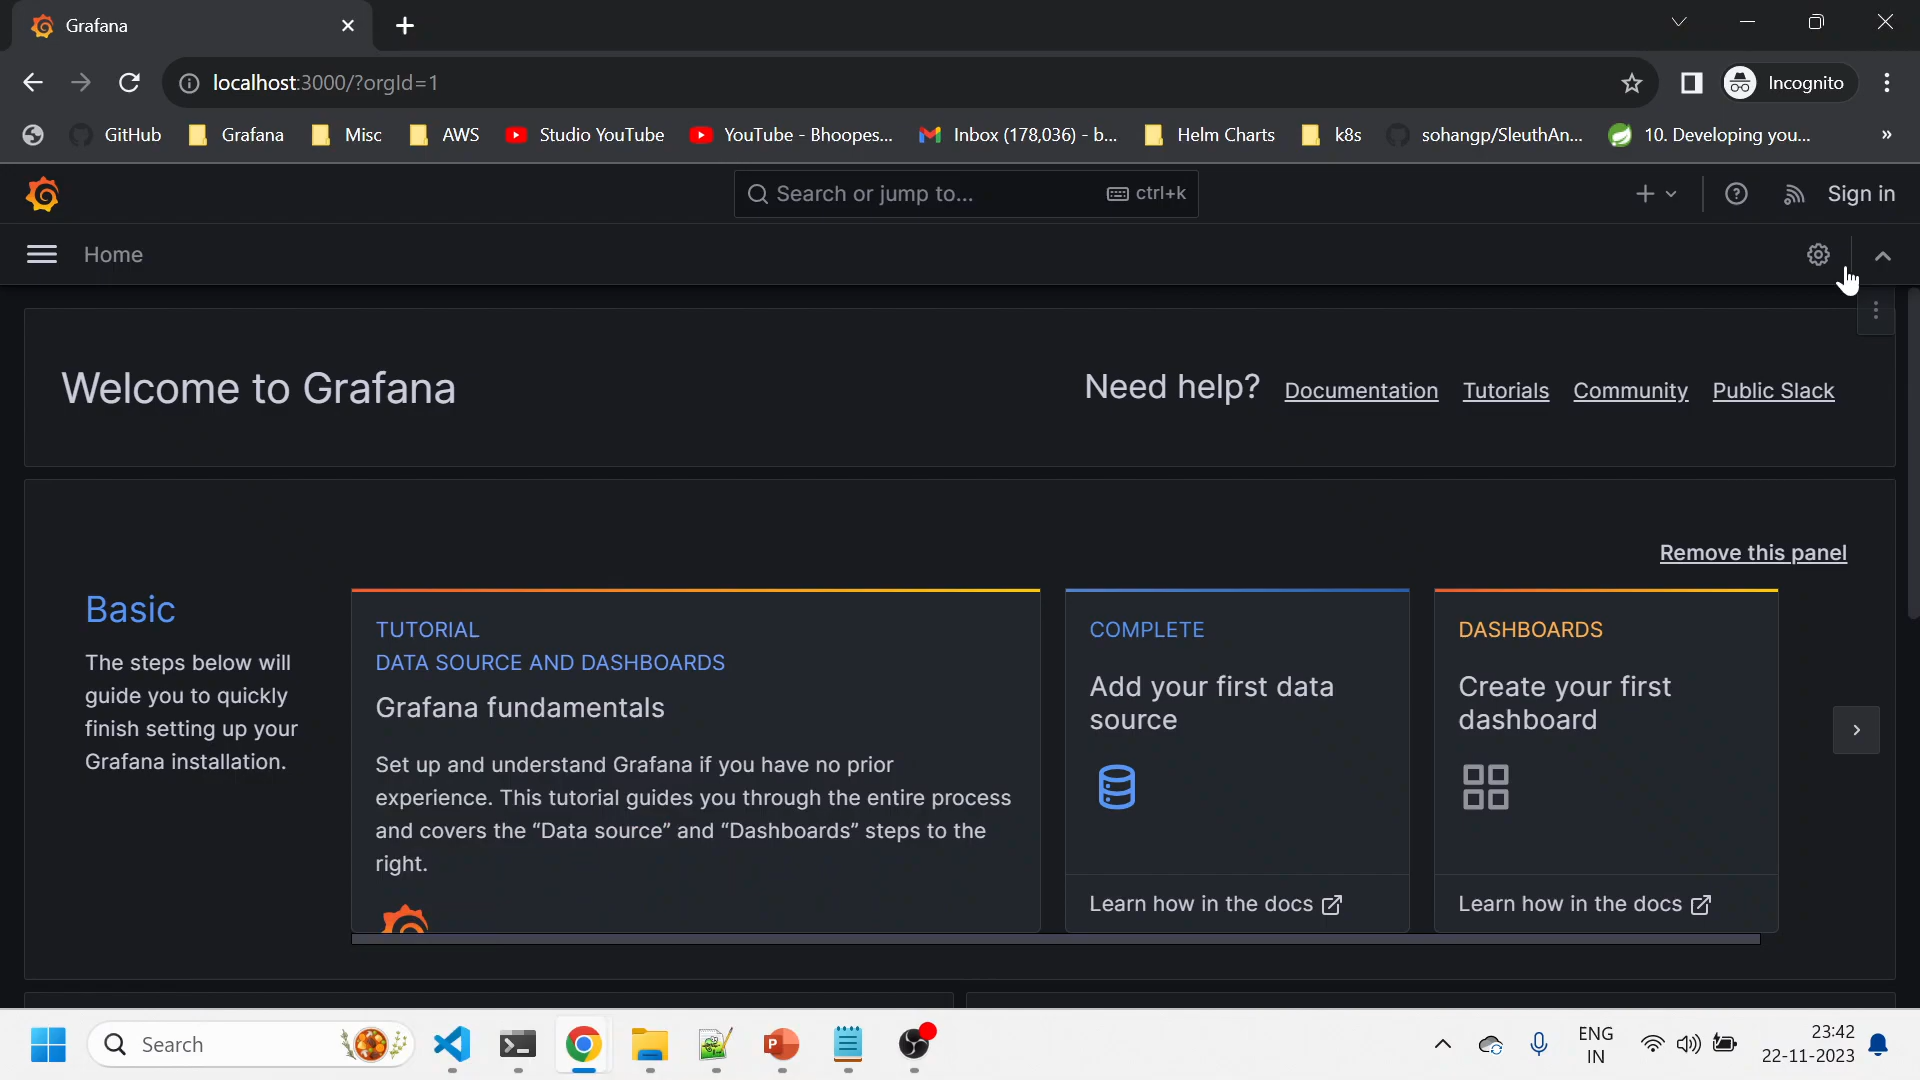 Grafana
localhost:3000/?orgId=1
Incognito
GitHub
Grafana
Misc
AWS
Studio YouTube
YouTube - Bhoopes...
Inbox (178,036) - b...
Helm Charts
k8s
sohangp/SleuthAn...
10. Developing you...
»
Search or jump to...
ctrl+k
Sign in
Home
Welcome to Grafana
Need help?
Documentation
Tutorials
Community
Public Slack
Remove this panel
Basic
The steps below will
guide you to quickly
finish setting up your
Grafana installation.
TUTORIAL
DATA SOURCE AND DASHBOARDS
Grafana fundamentals
Set up and understand Grafana if you have no prior
experience. This tutorial guides you through the entire process
and covers the “Data source” and “Dashboards” steps to the
right.
COMPLETE
Add your first data
source
Learn how in the docs
DASHBOARDS
Create your first
dashboard
Learn how in the docs
Search
ENG
IN
23:42
22-11-2023